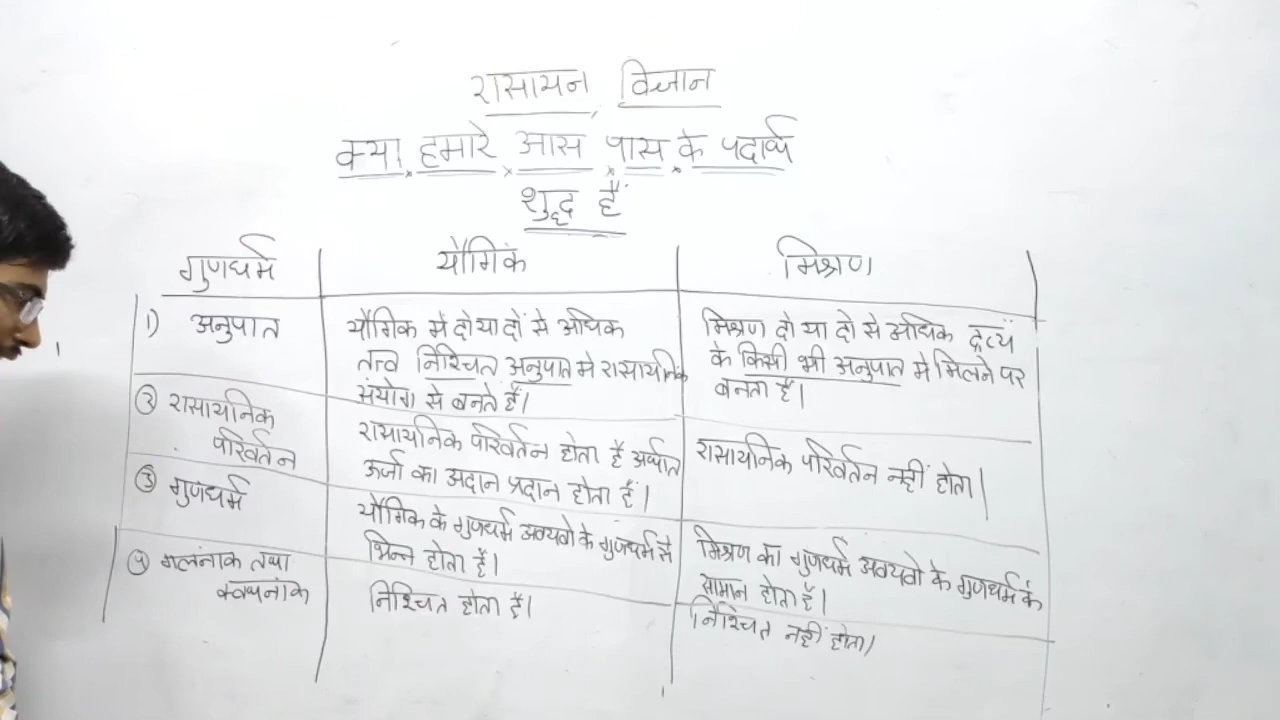 रासायन विज्ञान
क्या हमारे आस पास के पदार्थ
शुद्ध हैं
गुणधर्म
यौगिक
मिश्रण
1) अनुपात
यौगिक में दो या दो से अधिक
तत्व निश्चित अनुपात मे रासायनिक
संयोग से बनते हैं।
मिश्रण दो या दो से अधिक द्रव्यें
के किसी भी अनुपात मे मिलने पर
बनता है।
② रासायनिक
परिवर्तन
रासायनिक परिवर्तन होता है अर्थात
ऊर्जा का अदान प्रदान होता है।
रासायनिक परिवर्तन नहीं होता।
③ गुणधर्म
यौगिक के गुणधर्म अवयवो के गुणधर्म से
भिन्न होता है।
मिश्रण का गुणधर्म अवयवो के गुणधर्म के
सामान होता है।
④ गलंनाक तथा
क्वथनांक
निश्चित होता है।
निश्चित नहीं होता।